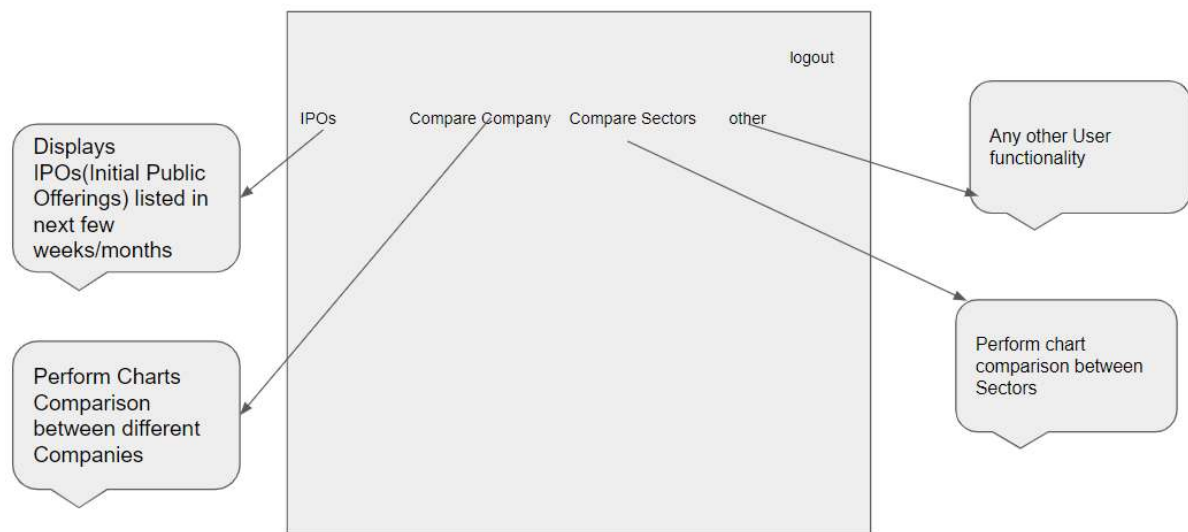 logout
IPOs
Compare Company
Compare Sectors
other
Displays
IPOs(Initial Public
Offerings) listed in
next few
weeks/months
Any other User
functionality
Perform Charts
Comparison
between different
Companies
Perform chart
comparison between
Sectors